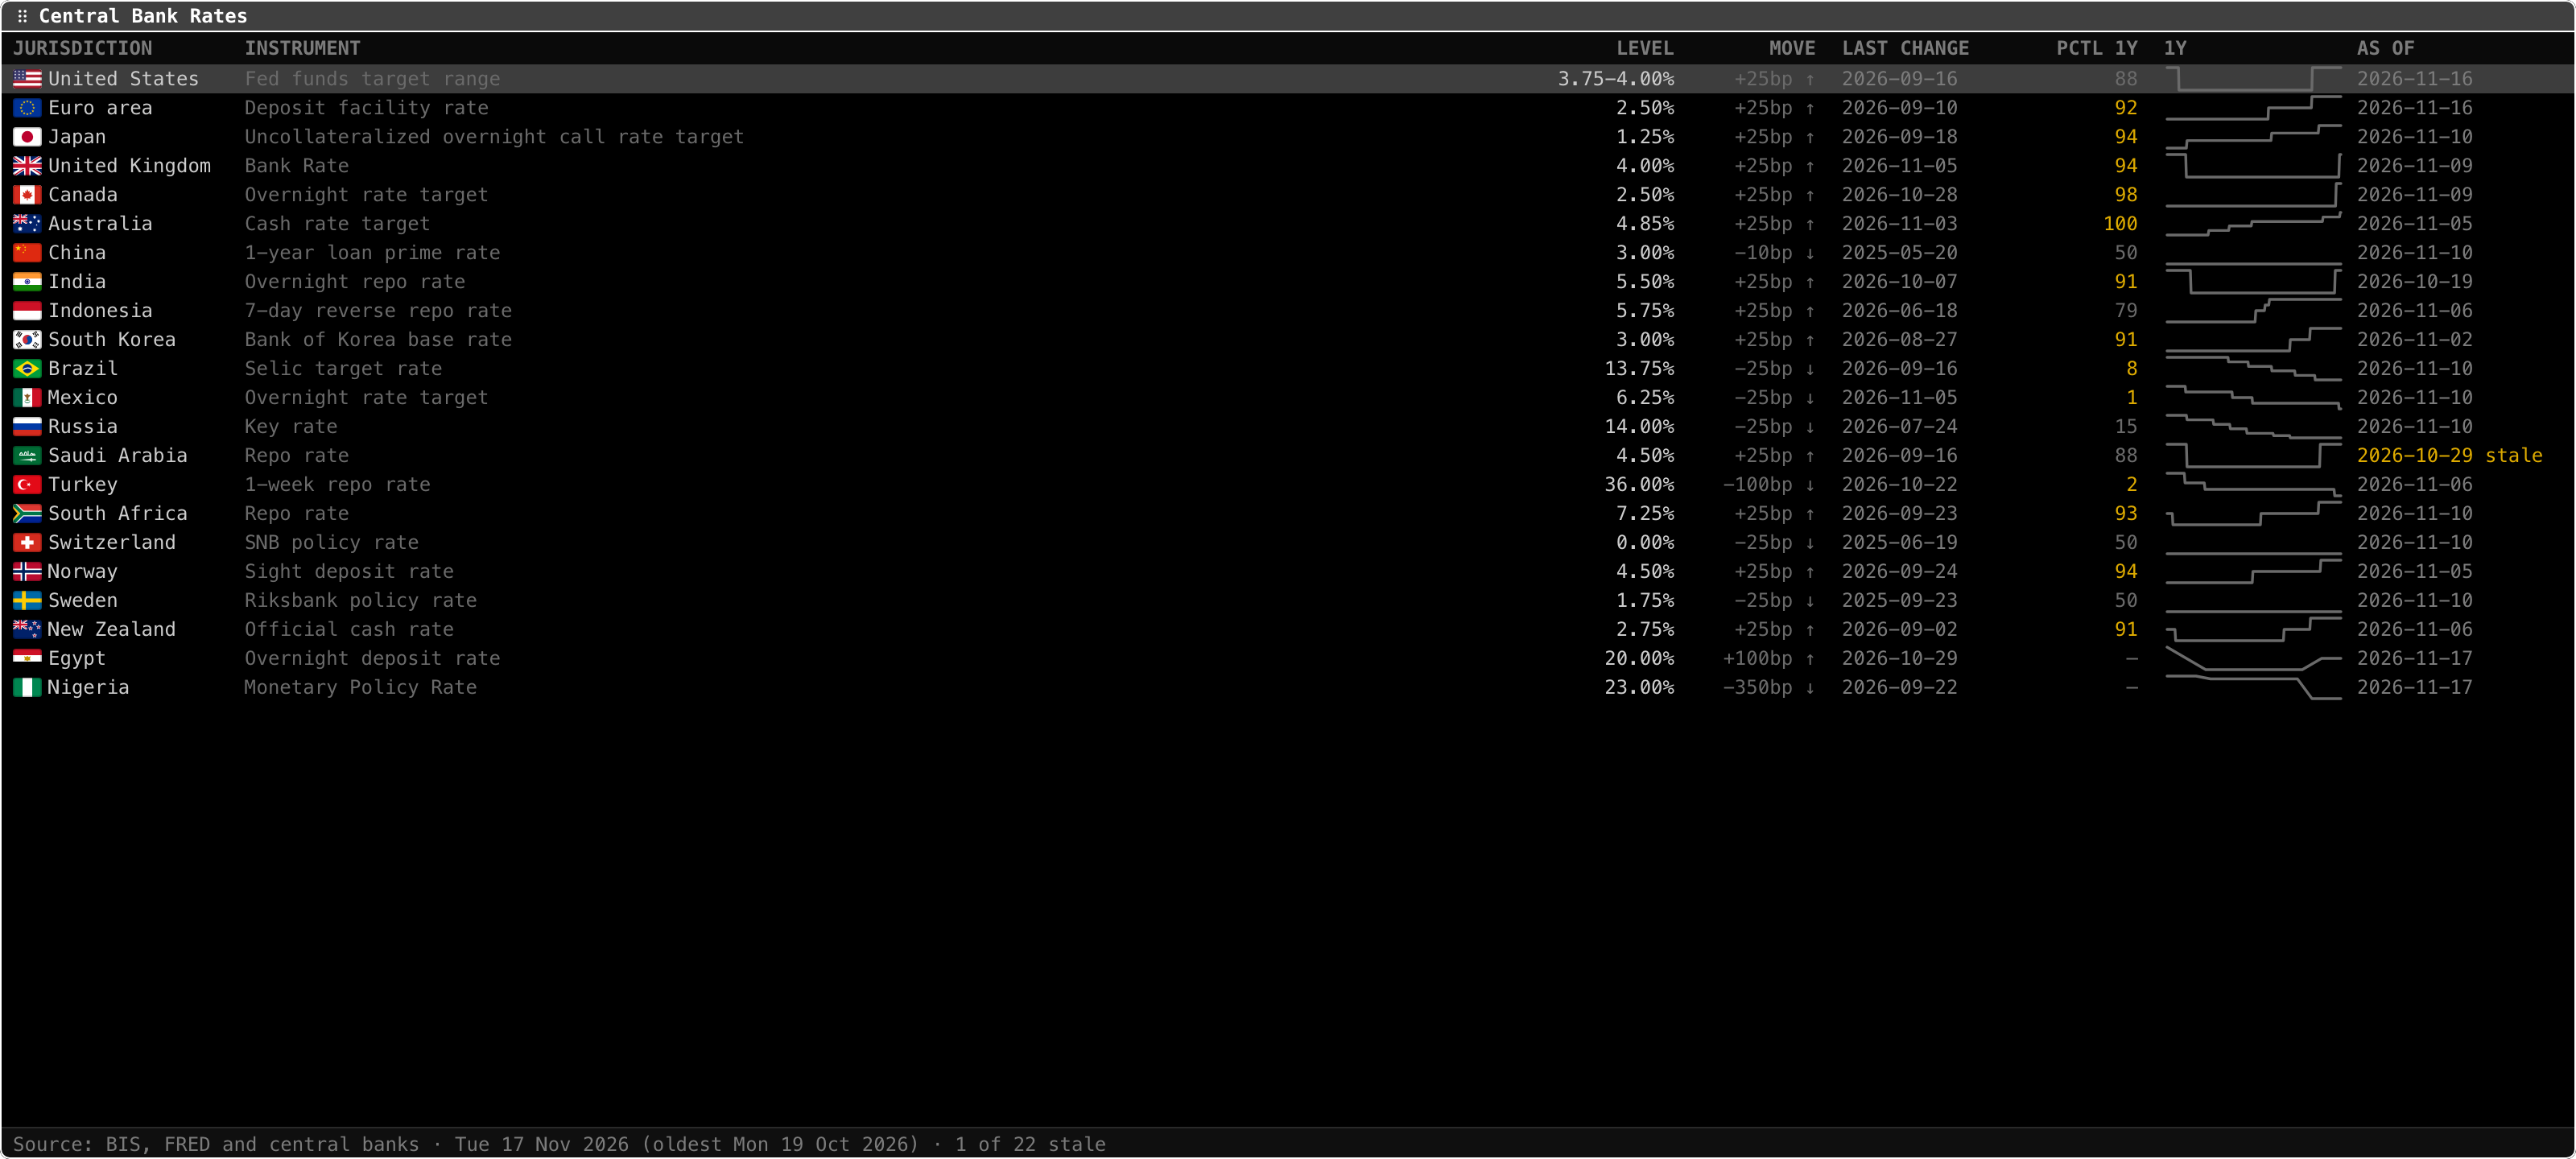 ⠿ Central Bank Rates
JURISDICTION INSTRUMENT LEVEL MOVE LAST CHANGE PCTL 1Y 1Y AS OF
United States Fed funds target range 3.75–4.00% +25bp ↑ 2026-09-16 88 2026-11-16
Euro area Deposit facility rate 2.50% +25bp ↑ 2026-09-10 92 2026-11-16
Japan Uncollateralized overnight call rate target 1.25% +25bp ↑ 2026-09-18 94 2026-11-10
United Kingdom Bank Rate 4.00% +25bp ↑ 2026-11-05 94 2026-11-09
Canada Overnight rate target 2.50% +25bp ↑ 2026-10-28 98 2026-11-09
Australia Cash rate target 4.85% +25bp ↑ 2026-11-03 100 2026-11-05
China 1-year loan prime rate 3.00% −10bp ↓ 2025-05-20 50 2026-11-10
India Overnight repo rate 5.50% +25bp ↑ 2026-10-07 91 2026-10-19
Indonesia 7-day reverse repo rate 5.75% +25bp ↑ 2026-06-18 79 2026-11-06
South Korea Bank of Korea base rate 3.00% +25bp ↑ 2026-08-27 91 2026-11-02
Brazil Selic target rate 13.75% −25bp ↓ 2026-09-16 8 2026-11-10
Mexico Overnight rate target 6.25% −25bp ↓ 2026-11-05 1 2026-11-10
Russia Key rate 14.00% −25bp ↓ 2026-07-24 15 2026-11-10
Saudi Arabia Repo rate 4.50% +25bp ↑ 2026-09-16 88 2026-10-29 stale
Turkey 1-week repo rate 36.00% −100bp ↓ 2026-10-22 2 2026-11-06
South Africa Repo rate 7.25% +25bp ↑ 2026-09-23 93 2026-11-10
Switzerland SNB policy rate 0.00% −25bp ↓ 2025-06-19 50 2026-11-10
Norway Sight deposit rate 4.50% +25bp ↑ 2026-09-24 94 2026-11-05
Sweden Riksbank policy rate 1.75% −25bp ↓ 2025-09-23 50 2026-11-10
New Zealand Official cash rate 2.75% +25bp ↑ 2026-09-02 91 2026-11-06
Egypt Overnight deposit rate 20.00% +100bp ↑ 2026-10-29 — 2026-11-17
Nigeria Monetary Policy Rate 23.00% −350bp ↓ 2026-09-22 — 2026-11-17
Source: BIS, FRED and central banks · Tue 17 Nov 2026 (oldest Mon 19 Oct 2026) · 1 of 22 stale